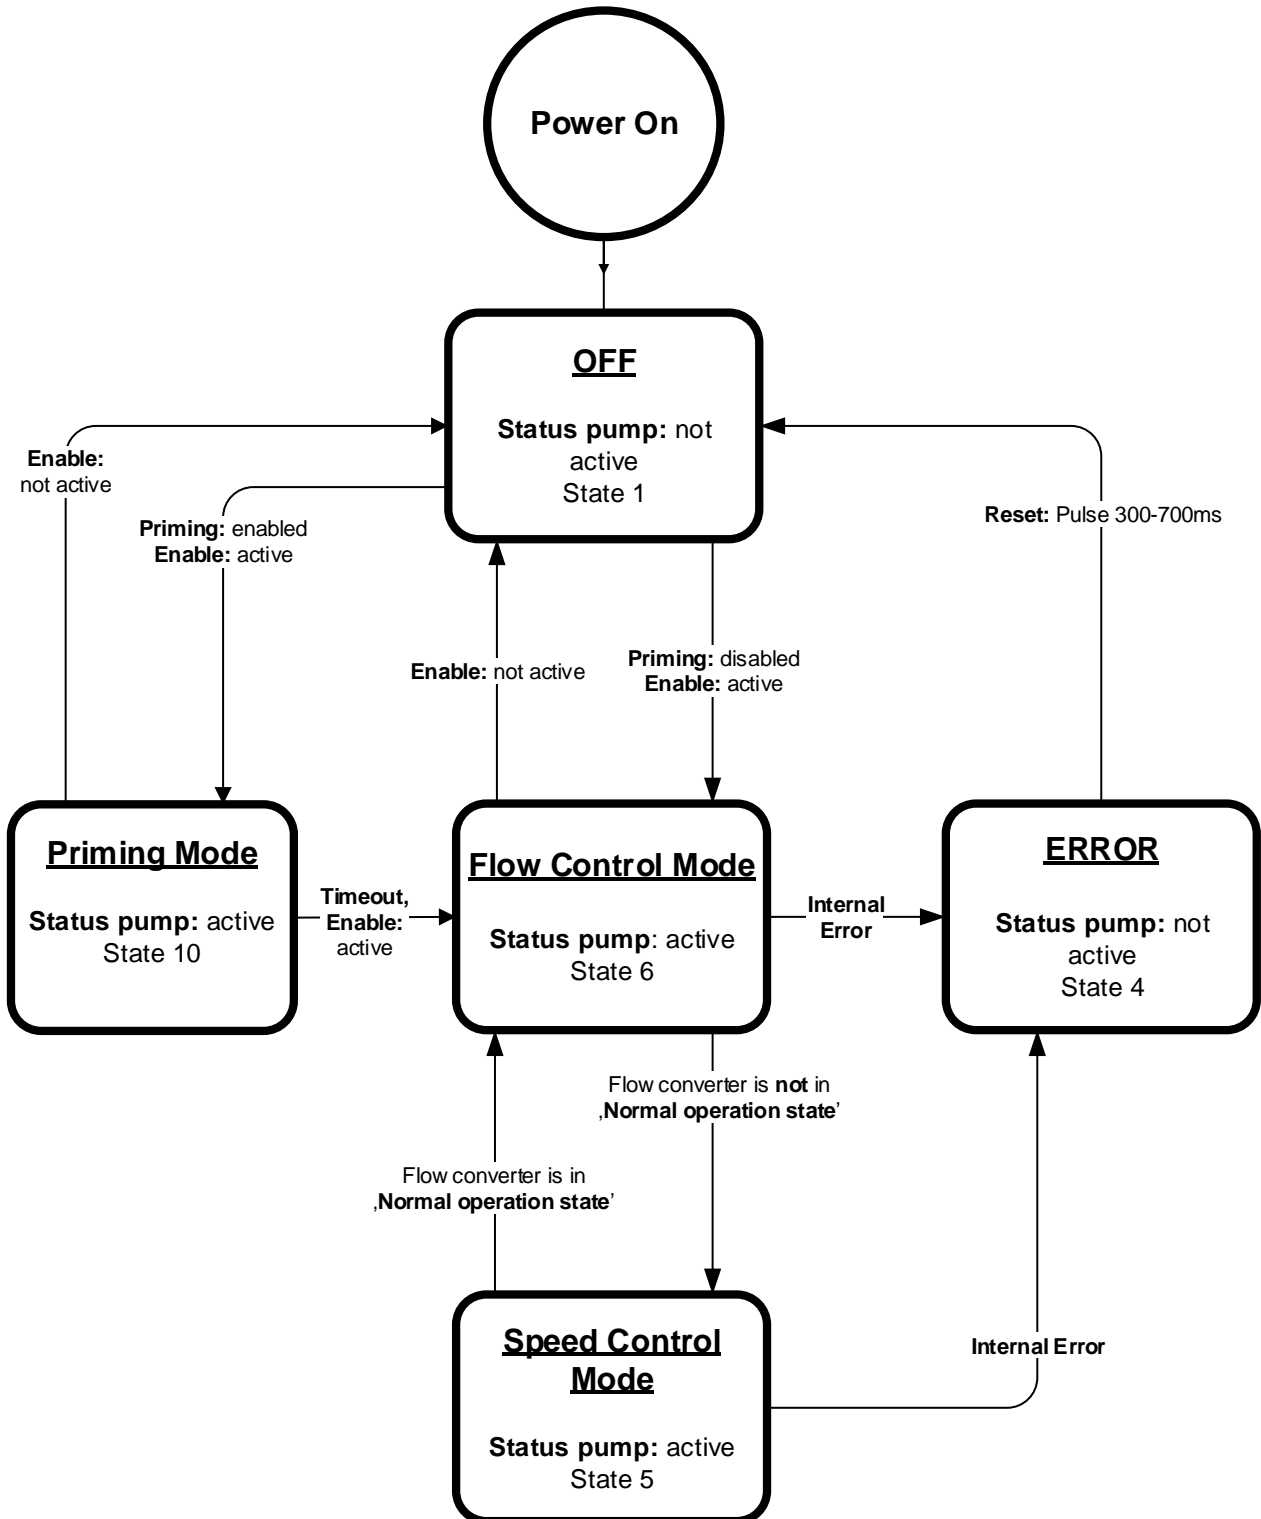 Power On
OFF
Status pump: not
active
State 1
Enable:
not active
Priming: enabled
Enable: active
Reset: Pulse 300-700ms
Enable: not active
Priming: disabled
Enable: active
Priming Mode
Status pump: active
State 10
Timeout,
Enable:
active
Flow Control Mode
Status pump: active
State 6
Internal
Error
ERROR
Status pump: not
active
State 4
Flow converter is not in
‚Normal operation state’
Flow converter is in
‚Normal operation state’
Speed Control
Mode
Status pump: active
State 5
Internal Error